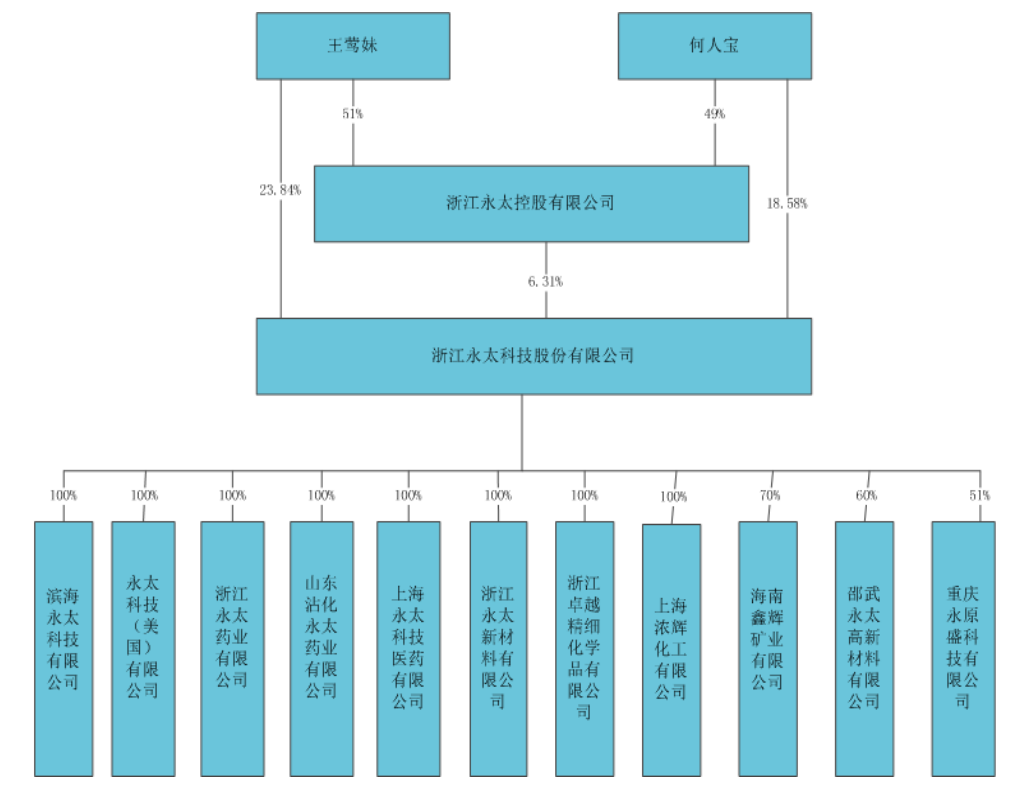 王莺妹
何人宝
51%
49%
23.84%
18.58%
浙江永太控股有限公司
6.31%
浙江永太科技股份有限公司
100%
100%
100%
100%
100%
100%
100%
100%
70%
60%
51%
滨海
永太
科技
有限
公司
永太
科技
（美
国）
有限
公司
浙江
永太
药业
有限
公司
山东
沾化
永太
药业
有限
公司
上海
永太
科技
医药
有限
公司
浙江
永太
新材
料有
限公
司
浙江
卓越
精细
化学
品有
限公
司
上海
浓辉
化工
有限
公司
海南
鑫辉
矿业
有限
公司
邵武
永太
高新
材料
有限
公司
重庆
永原
盛科
技有
限公
司